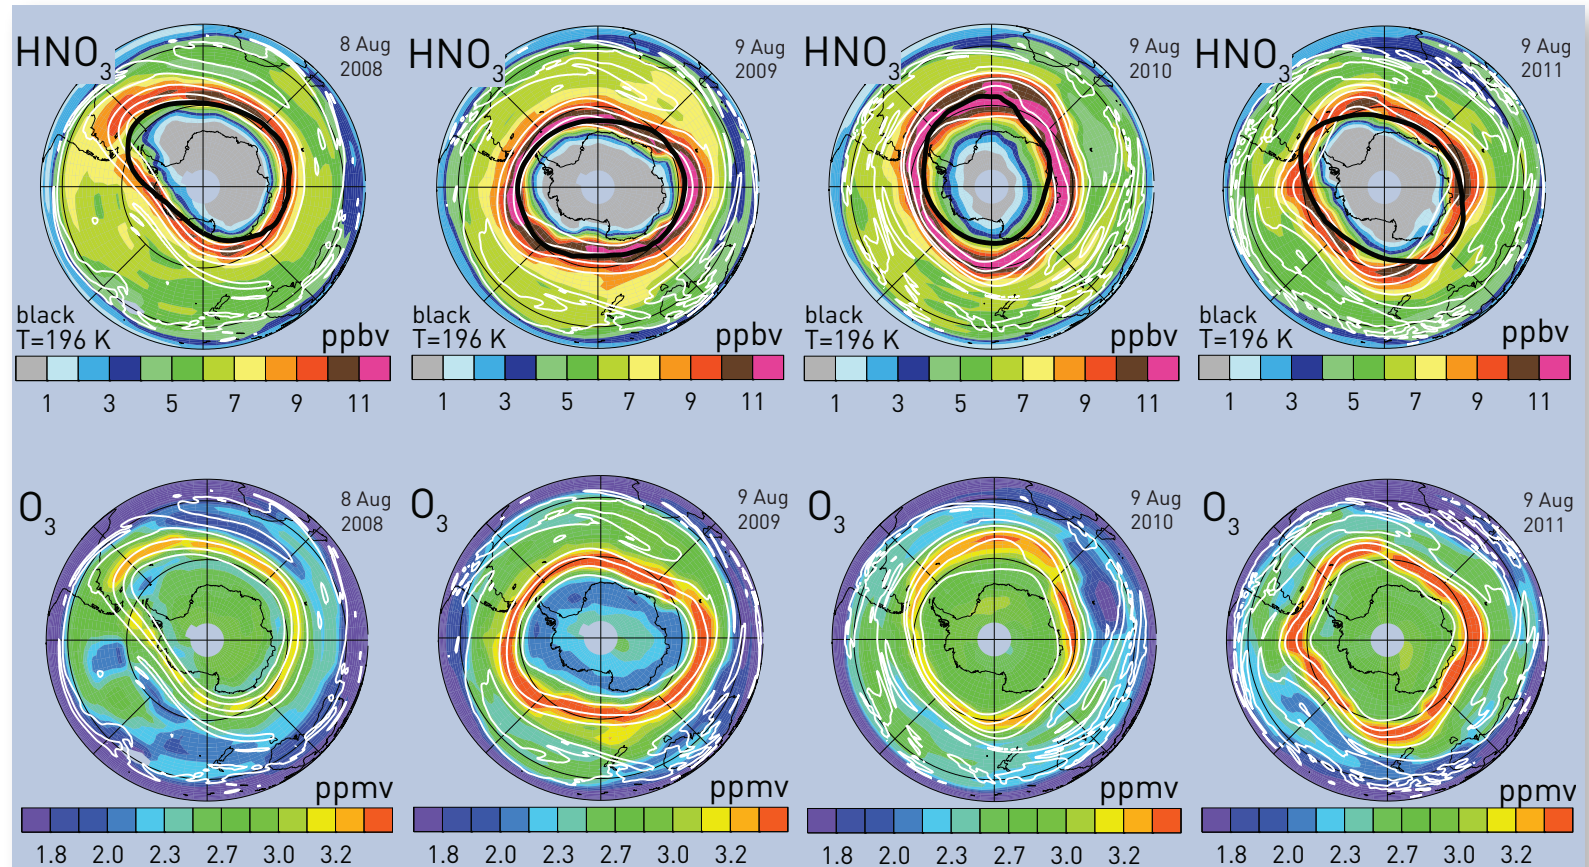 HNO3
8 Aug
2008
HNO3
9 Aug
2009
HNO3
9 Aug
2010
HNO3
9 Aug
2011
black
T=196 K
ppbv
black
T=196 K
ppbv
black
T=196 K
ppbv
black
T=196 K
ppbv
1 3 5 7 9 11
1 3 5 7 9 11
1 3 5 7 9 11
1 3 5 7 9 11
O3
8 Aug
2008
O3
9 Aug
2009
O3
9 Aug
2010
O3
9 Aug
2011
ppmv
ppmv
ppmv
ppmv
1.8 2.0 2.3 2.7 3.0 3.2
1.8 2.0 2.3 2.7 3.0 3.2
1.8 2.0 2.3 2.7 3.0 3.2
1.8 2.0 2.3 2.7 3.0 3.2